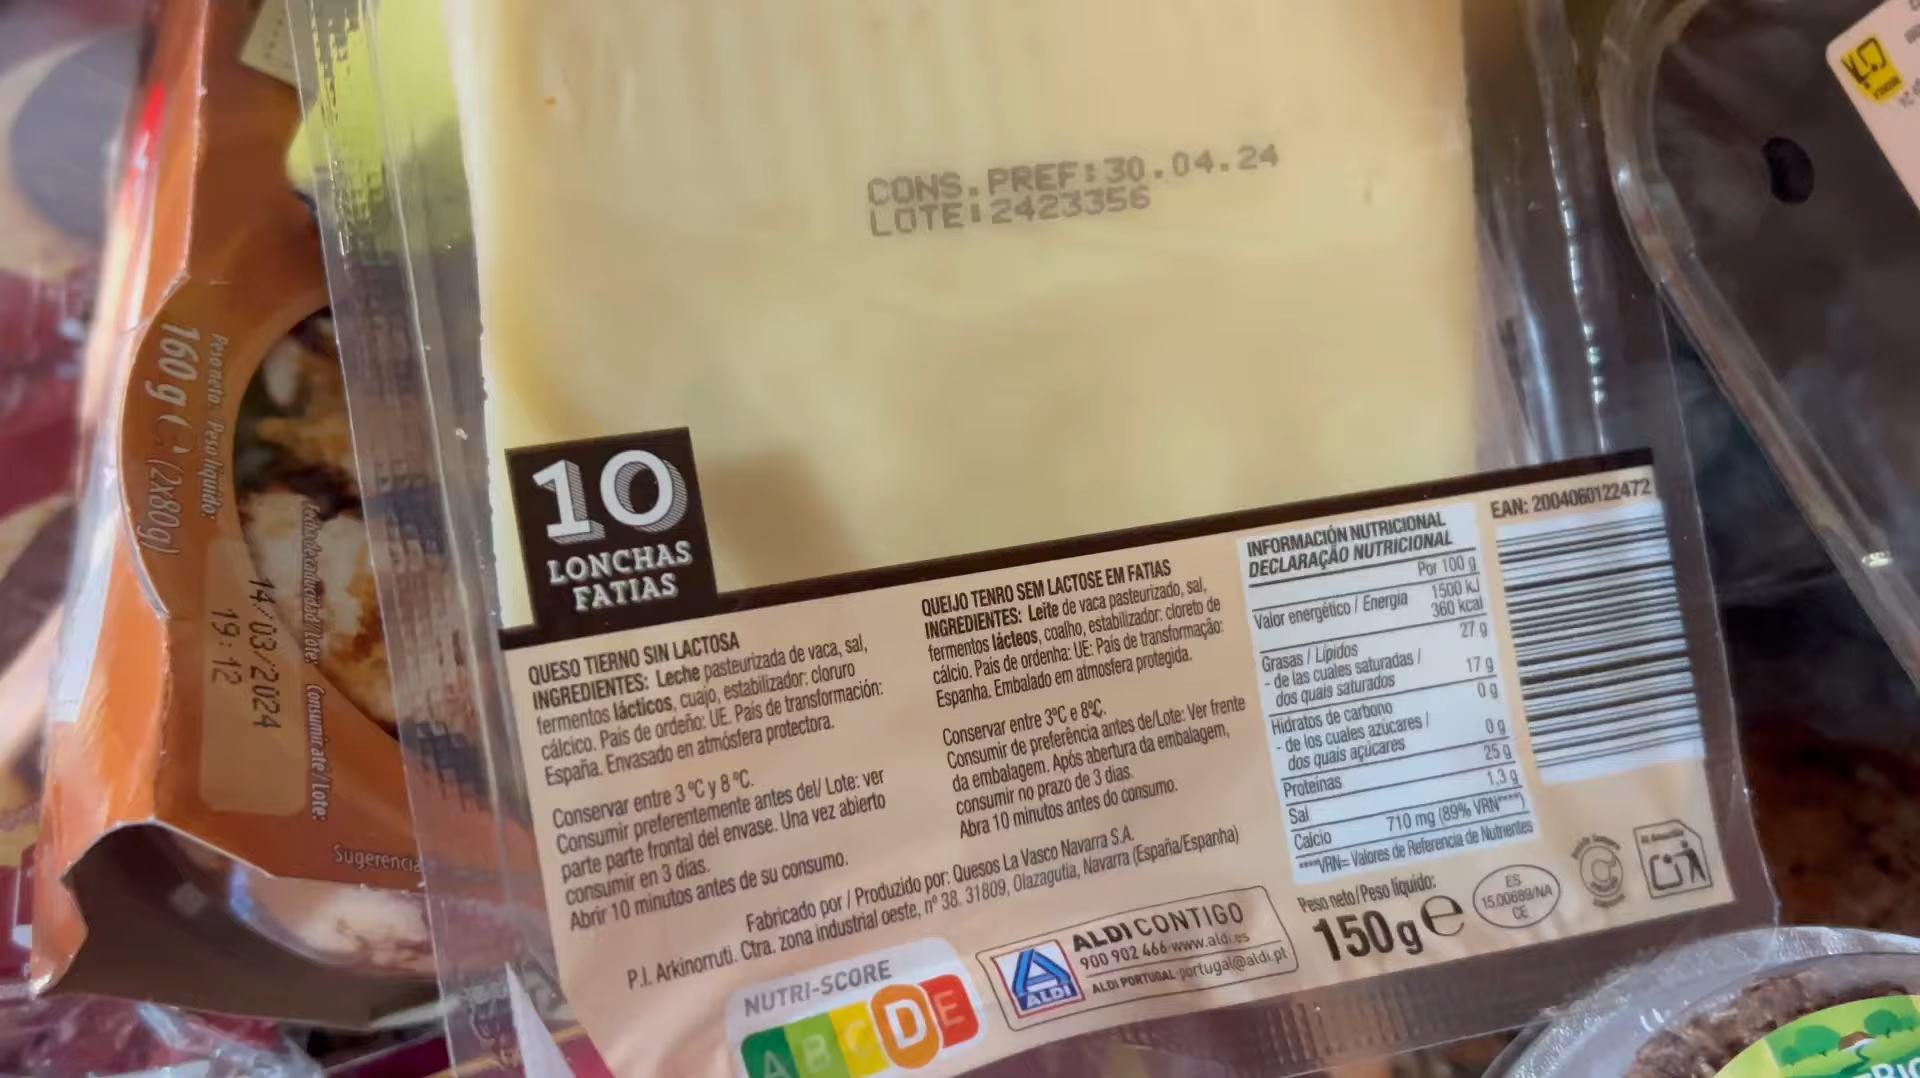 CONS.PREF:30.04.24
LOTE:2423356
10
LONCHAS
FATIAS
QUESO TIERNO SIN LACTOSA
INGREDIENTES: Leche pasteurizada de vaca, sal,
fermentos lácticos, cuajo, estabilizador: cloruro
cálcico. País de ordeño: UE. País de transformación:
España. Envasado en atmósfera protectora.
Conservar entre 3 ºC y 8 ºC.
Consumir preferentemente antes del/ Lote: ver
parte parte frontal del envase. Una vez abierto
consumir en 3 días.
Abrir 10 minutos antes de su consumo.
QUEIJO TENRO SEM LACTOSE EM FATIAS
INGREDIENTES: Leite de vaca pasteurizado, sal,
fermentos lácteos, coalho, estabilizador: cloreto de
cálcio. País de ordenha: UE: País de transformação:
Espanha. Embalado em atmosfera protegida.
Conservar entre 3ºC e 8ºC.
Consumir de preferência antes de/Lote: Ver frente
da embalagem. Após abertura da embalagem,
consumir no prazo de 3 dias.
Abra 10 minutos antes do consumo.
Fabricado por / Produzido por: Quesos La Vasco Navarra S.A.
P.I. Arkinorruti. Ctra. zona industrial oeste, nº 38. 31809, Olazagutia, Navarra (España/Espanha)
INFORMACIÓN NUTRICIONAL
DECLARAÇÃO NUTRICIONAL
Por 100 g
Valor energético / Energia 1500 kJ
360 kcal
Grasas / Lípidos 27 g
- de las cuales saturadas /
dos quais saturados 17 g
Hidratos de carbono 0 g
- de los cuales azúcares /
dos quais açúcares 0 g
Proteínas 25 g
Sal 1,3 g
Calcio 710 mg (89% VRN****)
****VRN= Valores de Referencia de Nutrientes
EAN: 2004060122472
NUTRI-SCORE
A B C D E
ALDI
ALDI CONTIGO
900 902 466 www.aldi.es
ALDI PORTUGAL portugal@aldi.pt
Peso neto/Peso líquido:
150g e
ES
15.00689/NA
CE
Peso neto: Peso líquido:
160 g e (2x80g)
Fecha de caducidad/Lote: Consumir até/Lote:
14/03/2024
19:12
Sugerencia